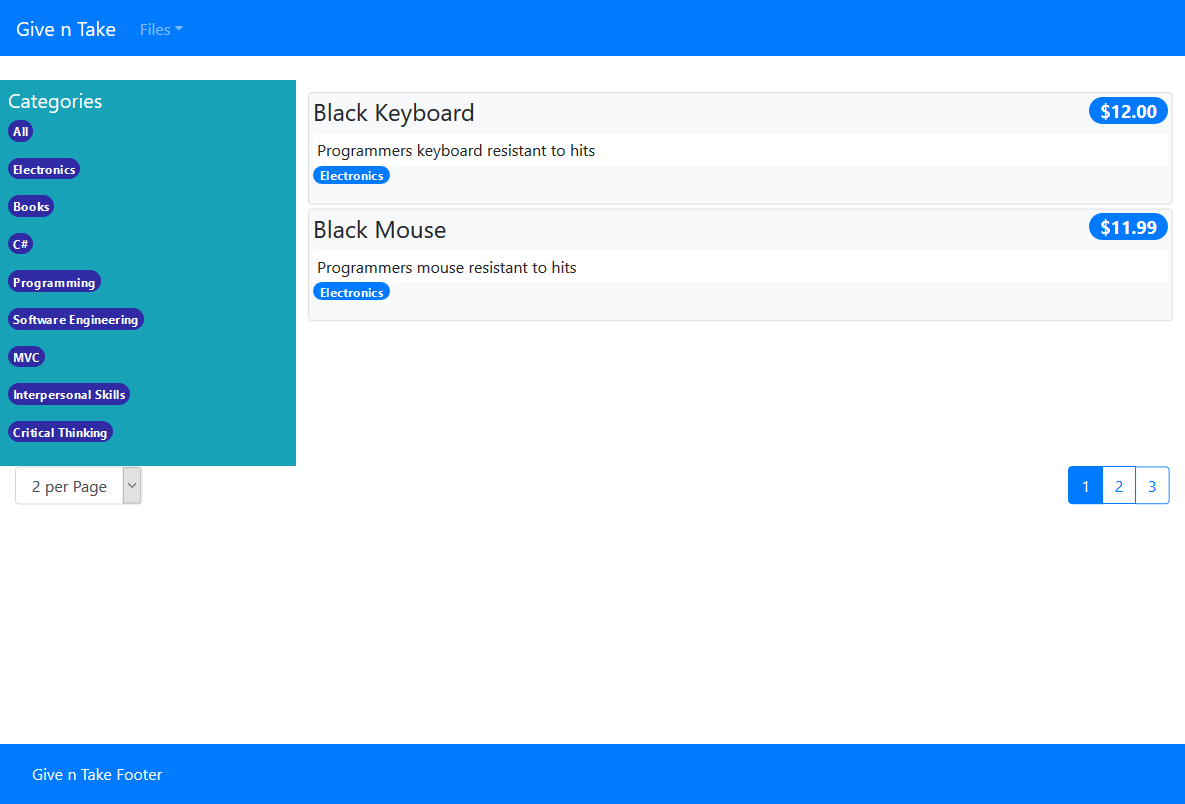 Give n Take Files
Categories
All
Electronics
Books
C#
Programming
Software Engineering
MVC
Interpersonal Skills
Critical Thinking
Black Keyboard $12.00
Programmers keyboard resistant to hits
Electronics
Black Mouse $11.99
Programmers mouse resistant to hits
Electronics
2 per Page 1 2 3
Give n Take Footer